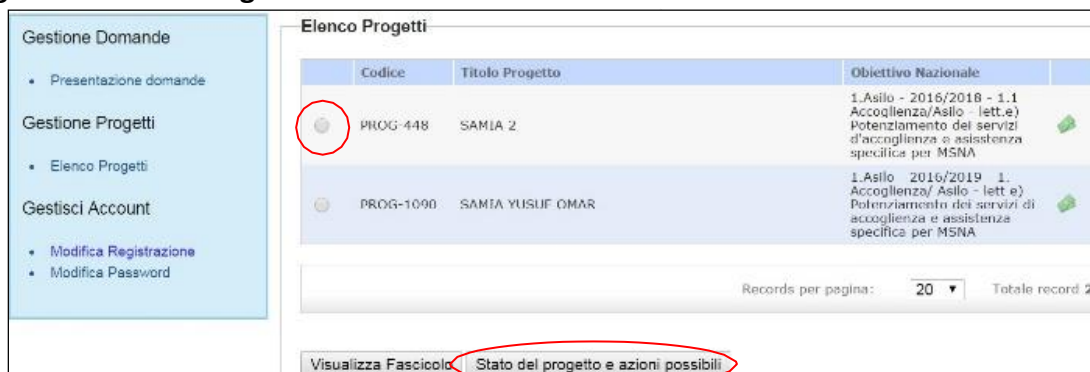 Gestione Domande
• Presentazione domande
Gestione Progetti
• Elenco Progetti
Gestisci Account
• Modifica Registrazione
• Modifica Password
Elenco Progetti
Codice Titolo Progetto Obiettivo Nazionale
PROG-448 SAMIA 2
1.Asilo - 2016/2018 - 1.1
Accoglienza/Asilo - lett.e)
Potenziamento dei servizi
d'accoglienza e asisstenza
specifica per MSNA
PROG-1090 SAMIA YUSUF OMAR
1.Asilo 2016/2019 1.
Accoglienza/ Asilo - lett e)
Potenziamento dei servizi di
accoglienza e assistenza
specifica per MSNA
Records per pagina: 20 Totale record 2
Visualizza Fascicolo Stato del progetto e azioni possibili